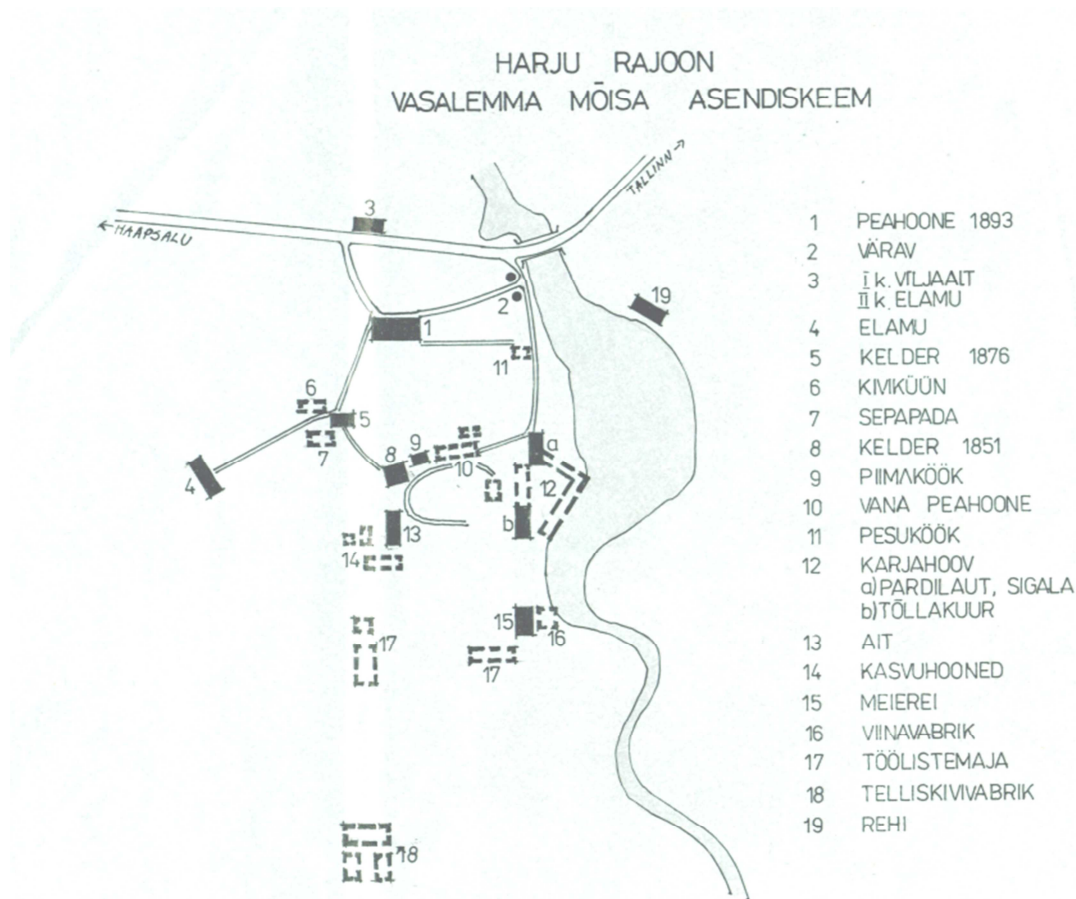 HARJU RAJOON
VASALEMMA MÕISA ASENDISKEEM
TALLINN
HAAPSALU
3
2
19
1
11
6
5
7
4
8
9
10
a
12
b
13
14
15
16
17
17
18
1 PEAHOONE 1893
2 VÄRAV
3 I k. VILJAAIT
II k. ELAMU
4 ELAMU
5 KELDER 1876
6 KIVIKÜÜN
7 SEPAPADA
8 KELDER 1851
9 PIIMAKÖÖK
10 VANA PEAHOONE
11 PESUKÖÖK
12 KARJAHOOV
a) PARDILAUT, SIGALA
b) TÕLLAKUUR
13 AIT
14 KASVUHOONED
15 MEIEREI
16 VIINAVABRIK
17 TÖÖLISTEMAJA
18 TELLISKIVIVABRIK
19 REHI